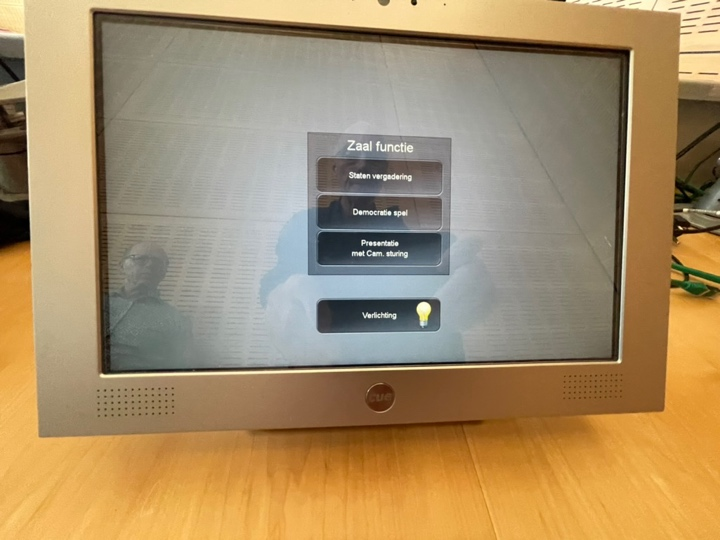 Zaal functie
Staten vergadering
Democratie spel
Presentatie
met Cam. sturing
Verlichting
cue